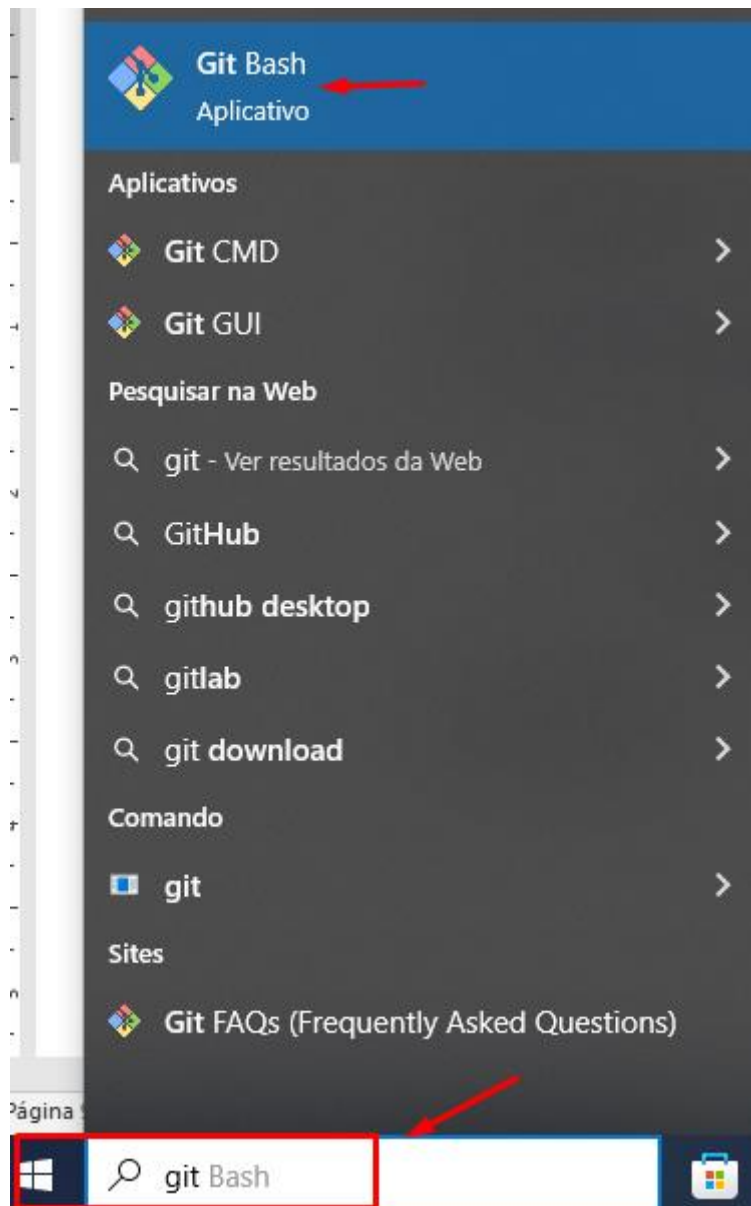 Git Bash
Aplicativo
Aplicativos
Git CMD
Git GUI
Pesquisar na Web
git - Ver resultados da Web
GitHub
github desktop
gitlab
git download
Comando
git
Sites
Git FAQs (Frequently Asked Questions)
Página
git Bash